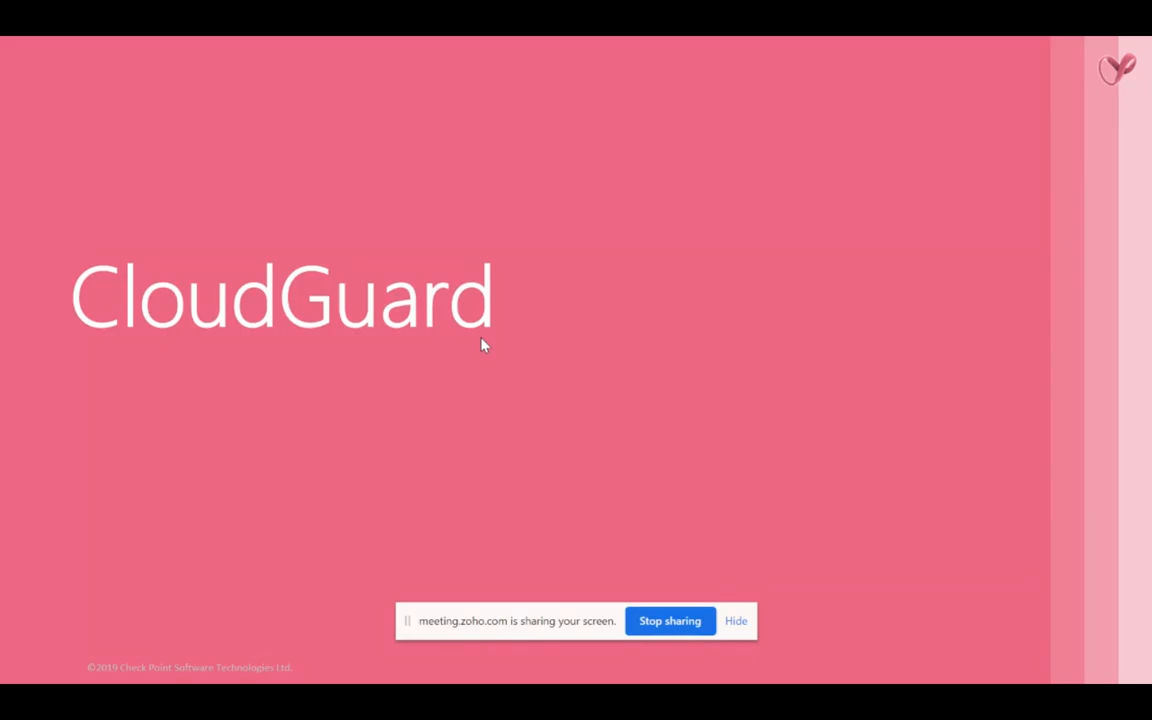 CloudGuard
meeting.zoho.com is sharing your screen. Stop sharing Hide
©2019 Check Point Software Technologies Ltd.